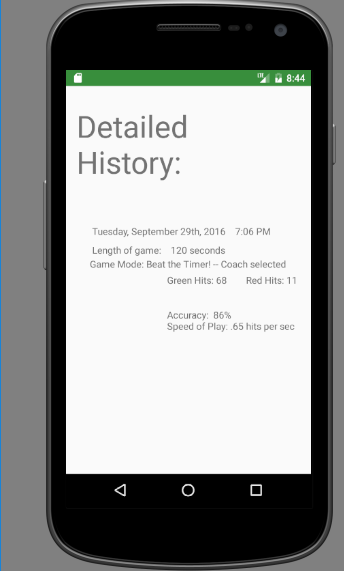 LTE 8:44
Detailed
History:
Tuesday, September 29th, 2016 7:06 PM
Length of game: 120 seconds
Game Mode: Beat the Timer! -- Coach selected
Green Hits: 68 Red Hits: 11
Accuracy: 86%
Speed of Play: .65 hits per sec